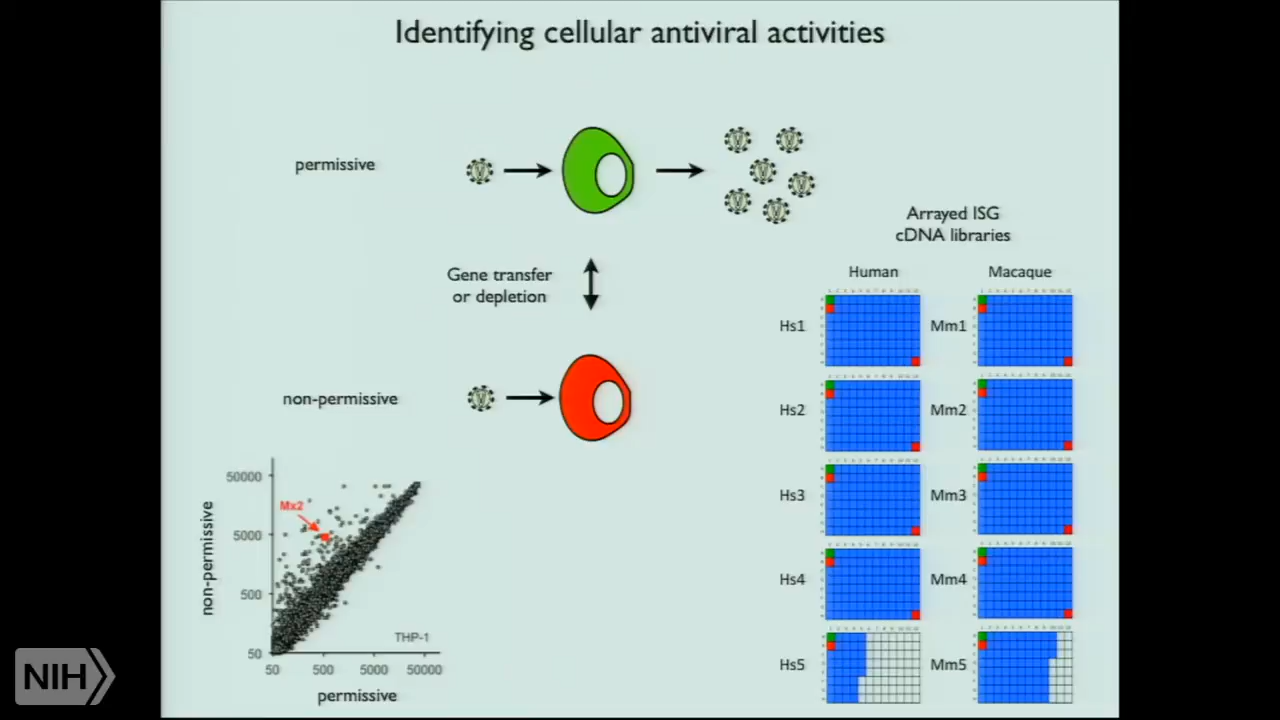 Identifying cellular antiviral activities
permissive
V
V
V
V
V
V
V
Gene transfer
or depletion
non-permissive
V
Arrayed ISG
cDNA libraries
Human
Macaque
Hs1
Mm1
Hs2
Mm2
Hs3
Mm3
Hs4
Mm4
Hs5
Mm5
50000
5000
500
50
non-permissive
Mx2
THP-1
50
500
5000
50000
permissive
NIH